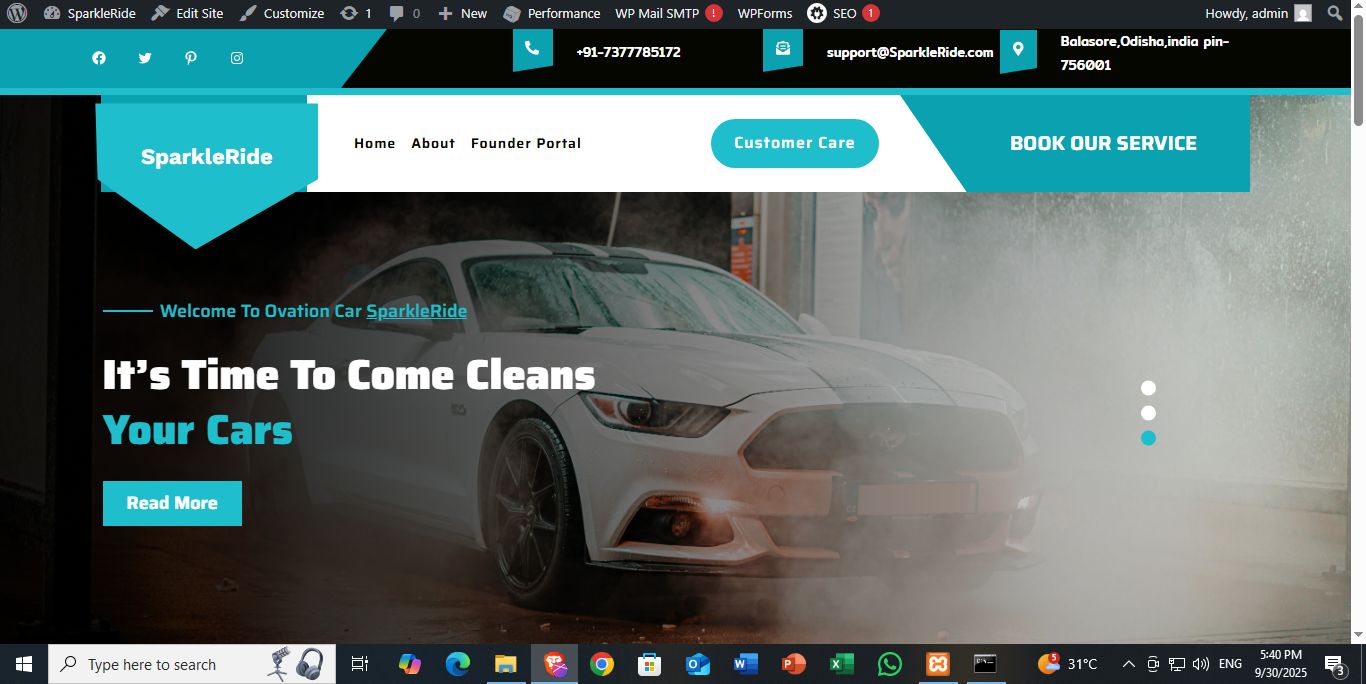 SparkleRide Edit Site Customize 1 0 New Performance WP Mail SMTP ! WPForms SEO 1 Howdy, admin
+91-7377785172 support@SparkleRide.com Balasore,Odisha,india pin-
756001
SparkleRide Home About Founder Portal Customer Care BOOK OUR SERVICE
Welcome To Ovation Car SparkleRide
It’s Time To Come Cleans
Your Cars
Read More
Type here to search 5 31°C ENG 5:40 PM
9/30/2025 3